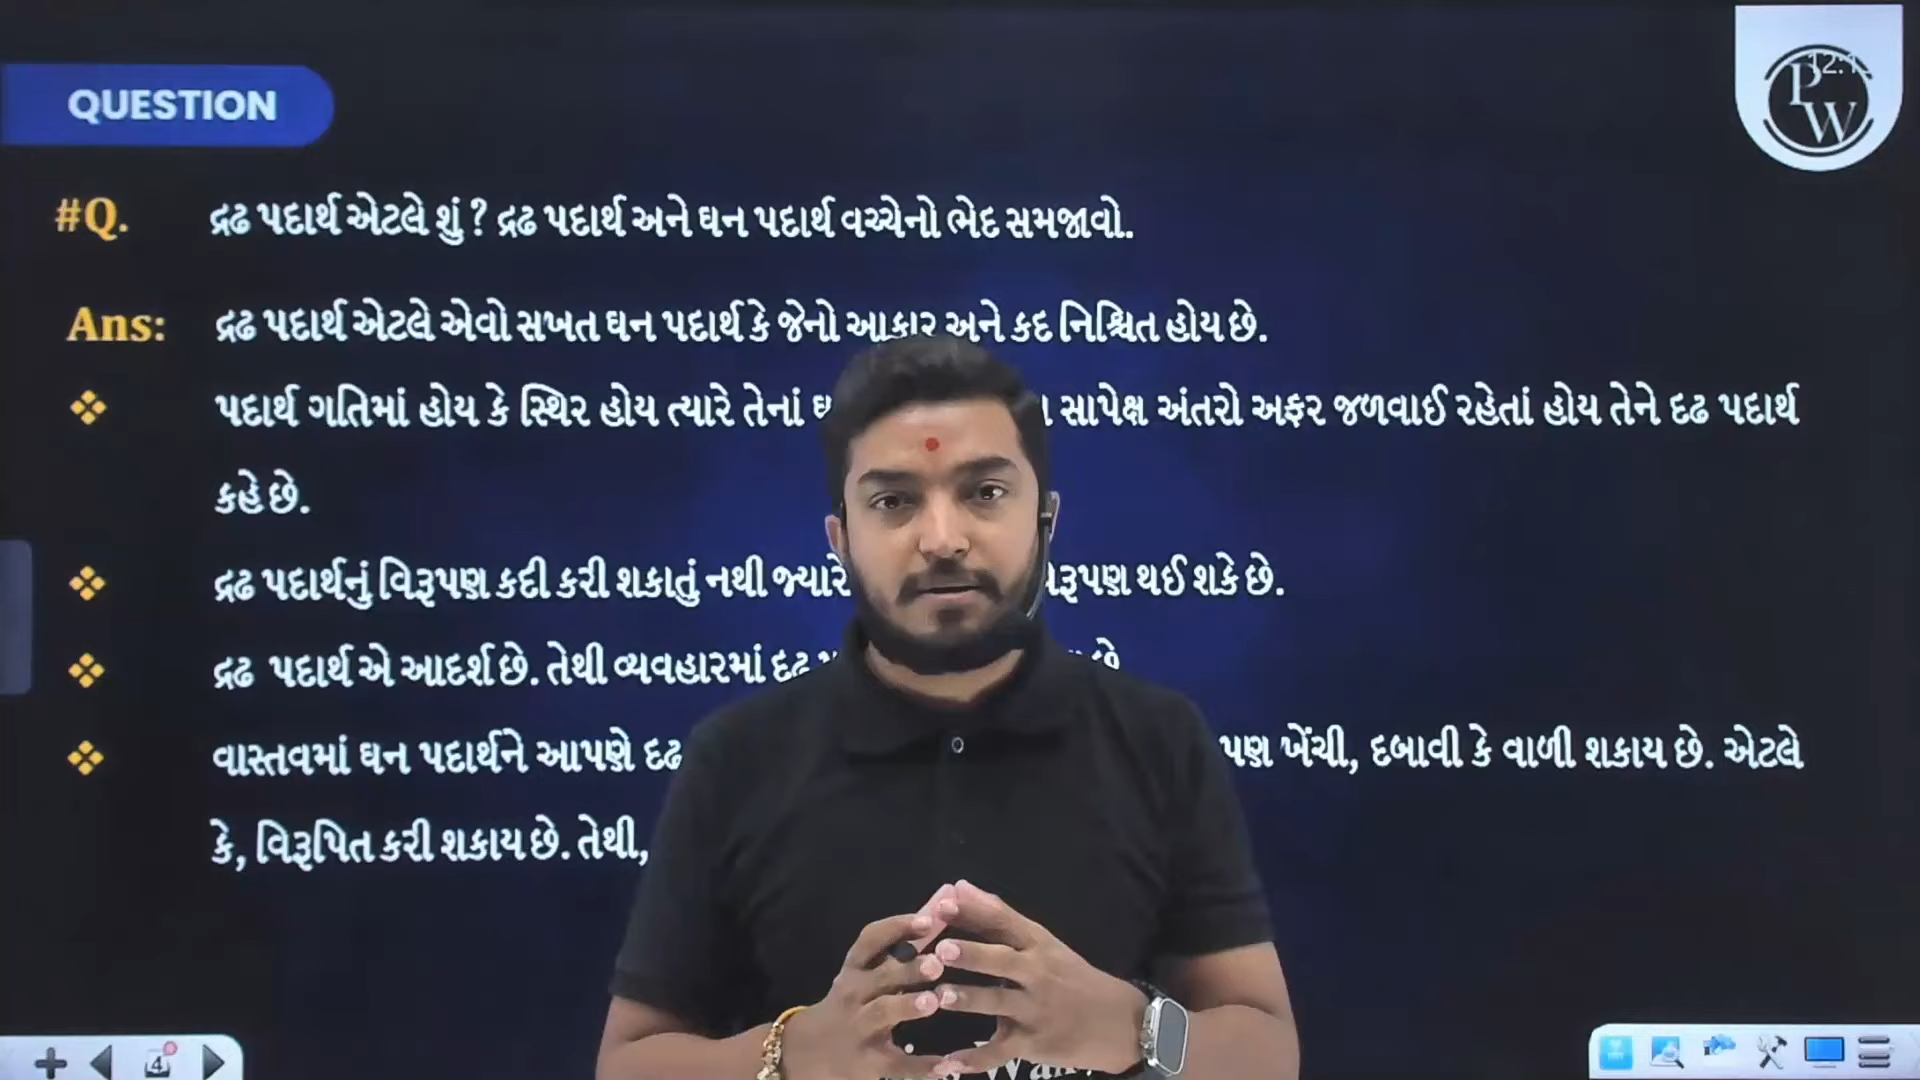 QUESTION
P
W
#Q. દ્રઢ પદાર્થ એટલે શું ? દ્રઢ પદાર્થ અને ઘન પદાર્થ વચ્ચેનો ભેદ સમજાવો.
Ans: દ્રઢ પદાર્થ એટલે એવો સખત ઘન પદાર્થ કે જેનો આકાર અને કદ નિશ્ચિત હોય છે.
પદાર્થ ગતિમાં હોય કે સ્થિર હોય ત્યારે તેનાં સાપેક્ષ અંતરો અફર જળવાઈ રહેતાં હોય તેને દઢ પદાર્થ
કહે છે.
દ્રઢ પદાર્થનું વિરૂપણ કદી કરી શકાતું નથી જ્યારે થઈ શકે છે.
દ્રઢ પદાર્થ એ આદર્શ છે. તેથી વ્યવહારમાં છે
વાસ્તવમાં ઘન પદાર્થને આપણે દઢ પણ ખેંચી, દબાવી કે વાળી શકાય છે. એટલે
કે, વિરૂપિત કરી શકાય છે. તેથી,
4